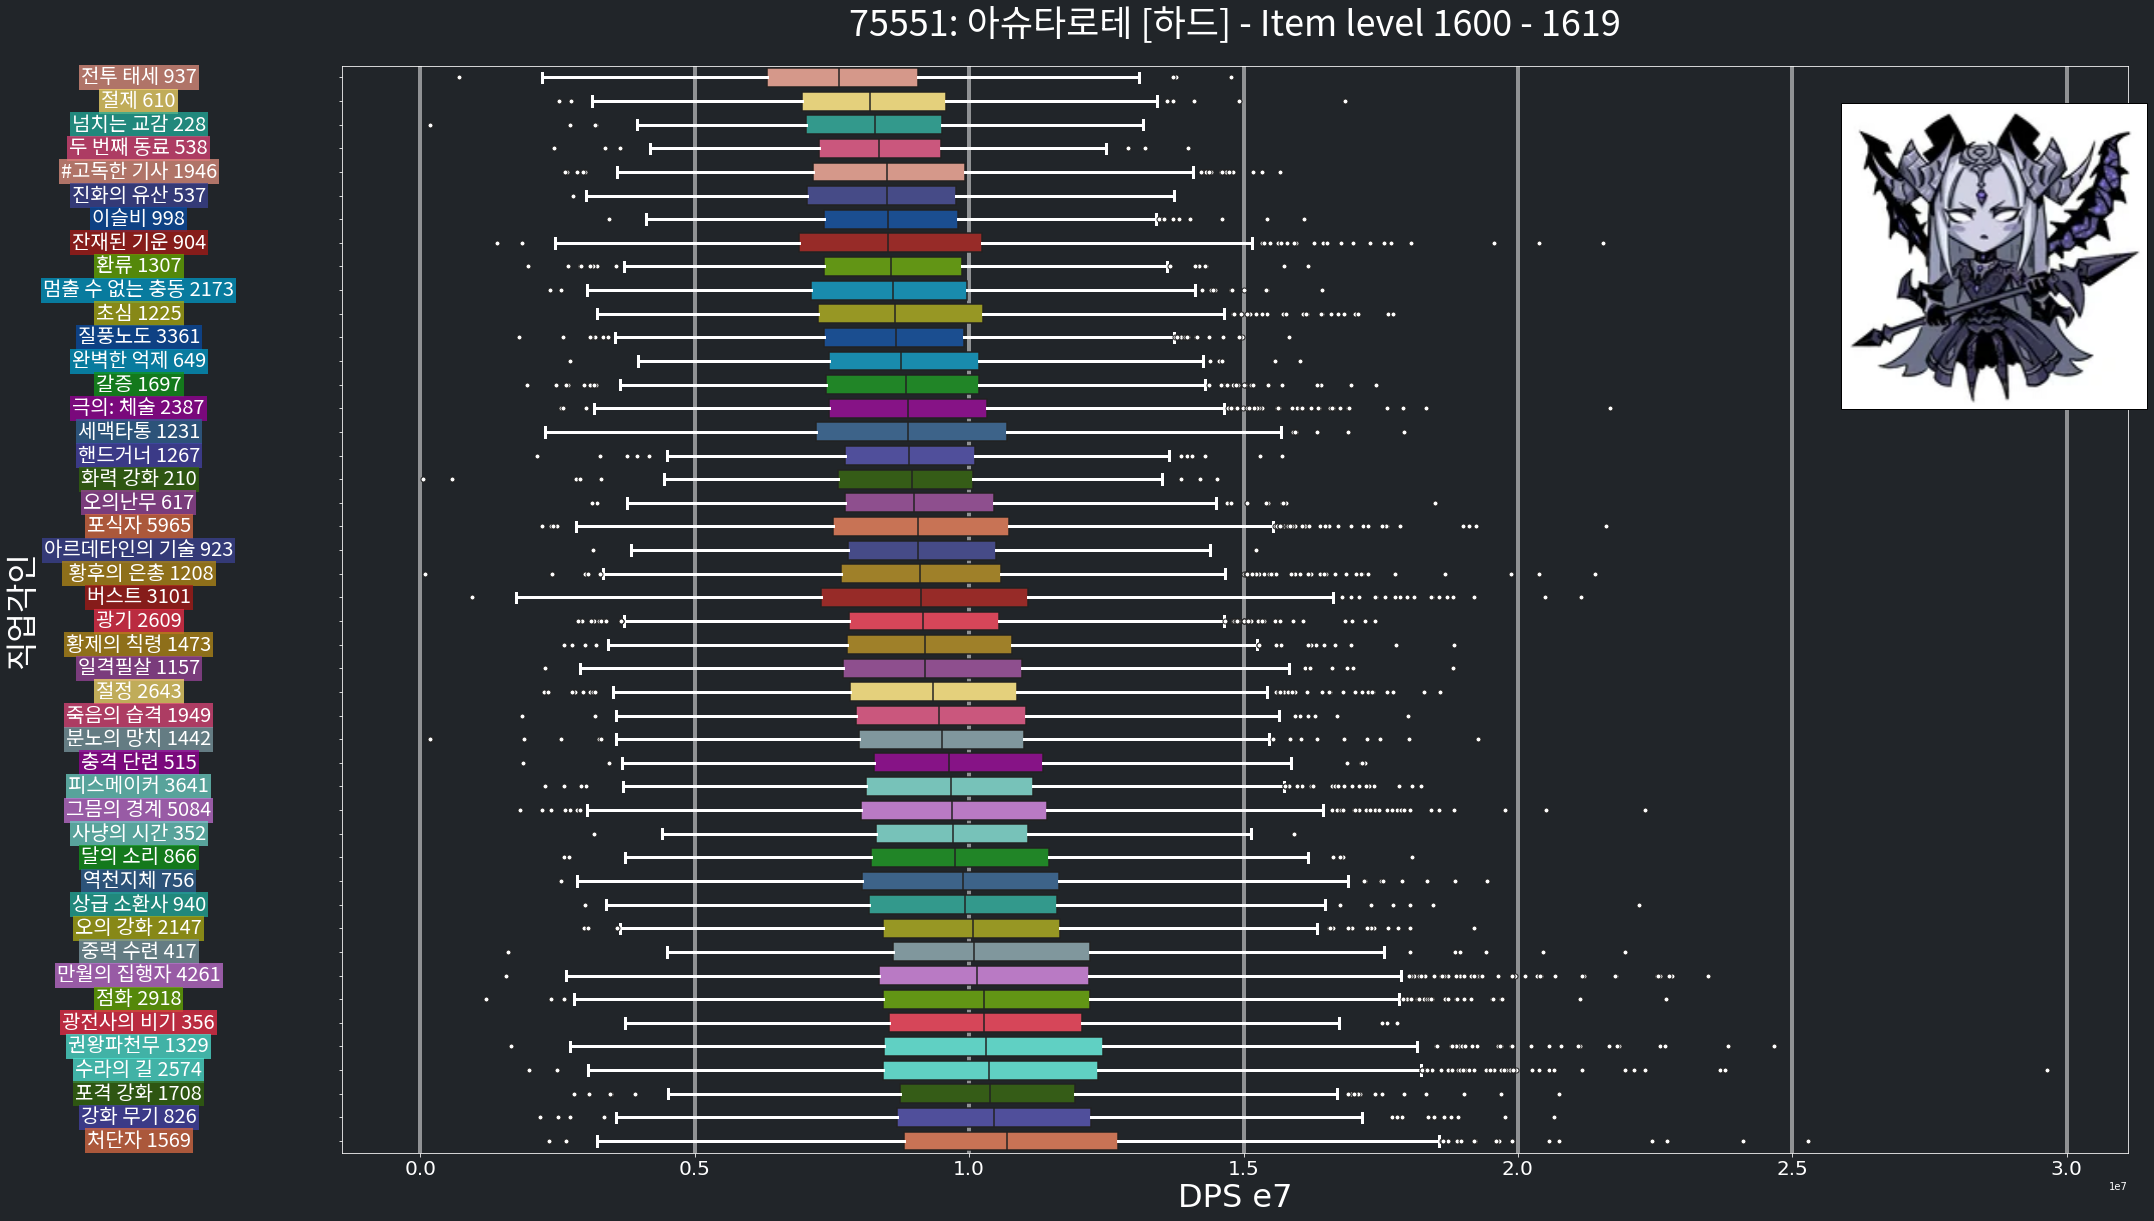 75551: 아슈타로테 [하드] - Item level 1600 - 1619
전투 태세 937
절제 610
넘치는 교감 228
두 번째 동료 538
#고독한 기사 1946
진화의 유산 537
이슬비 998
잔재된 기운 904
환류 1307
멈출 수 없는 충동 2173
초심 1225
질풍노도 3361
완벽한 억제 649
갈증 1697
극의: 체술 2387
세맥타통 1231
핸드거너 1267
화력 강화 210
오의난무 617
포식자 5965
아르데타인의 기술 923
황후의 은총 1208
버스트 3101
광기 2609
황제의 칙령 1473
일격필살 1157
절정 2643
죽음의 습격 1949
분노의 망치 1442
충격 단련 515
피스메이커 3641
그믐의 경계 5084
사냥의 시간 352
달의 소리 866
역천지체 756
상급 소환사 940
오의 강화 2147
중력 수련 417
만월의 집행자 4261
점화 2918
광전사의 비기 356
권왕파천무 1329
수라의 길 2574
포격 강화 1708
강화 무기 826
처단자 1569
직업각인
0.0 0.5 1.0 1.5 2.0 2.5 3.0
DPS e7
1e7